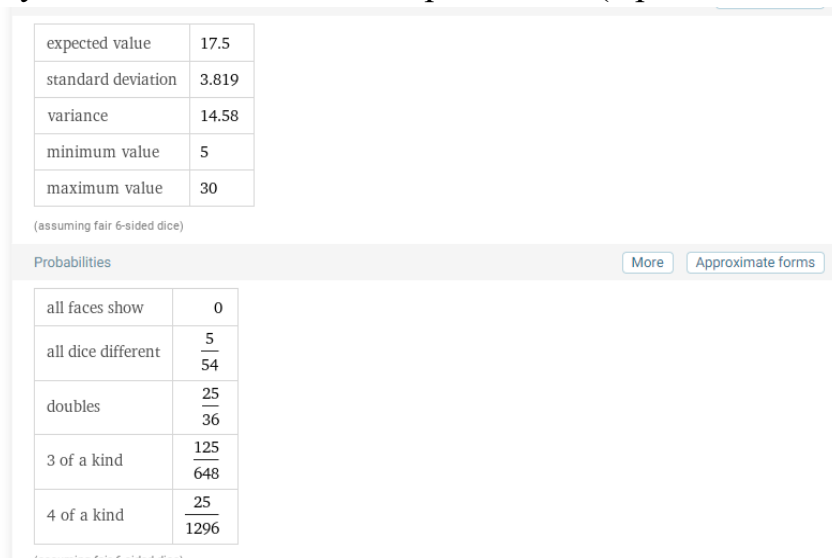 expected value 17.5
standard deviation 3.819
variance 14.58
minimum value 5
maximum value 30
(assuming fair 6-sided dice)
Probabilities More Approximate forms
all faces show 0
all dice different 5/54
doubles 25/36
3 of a kind 125/648
4 of a kind 25/1296